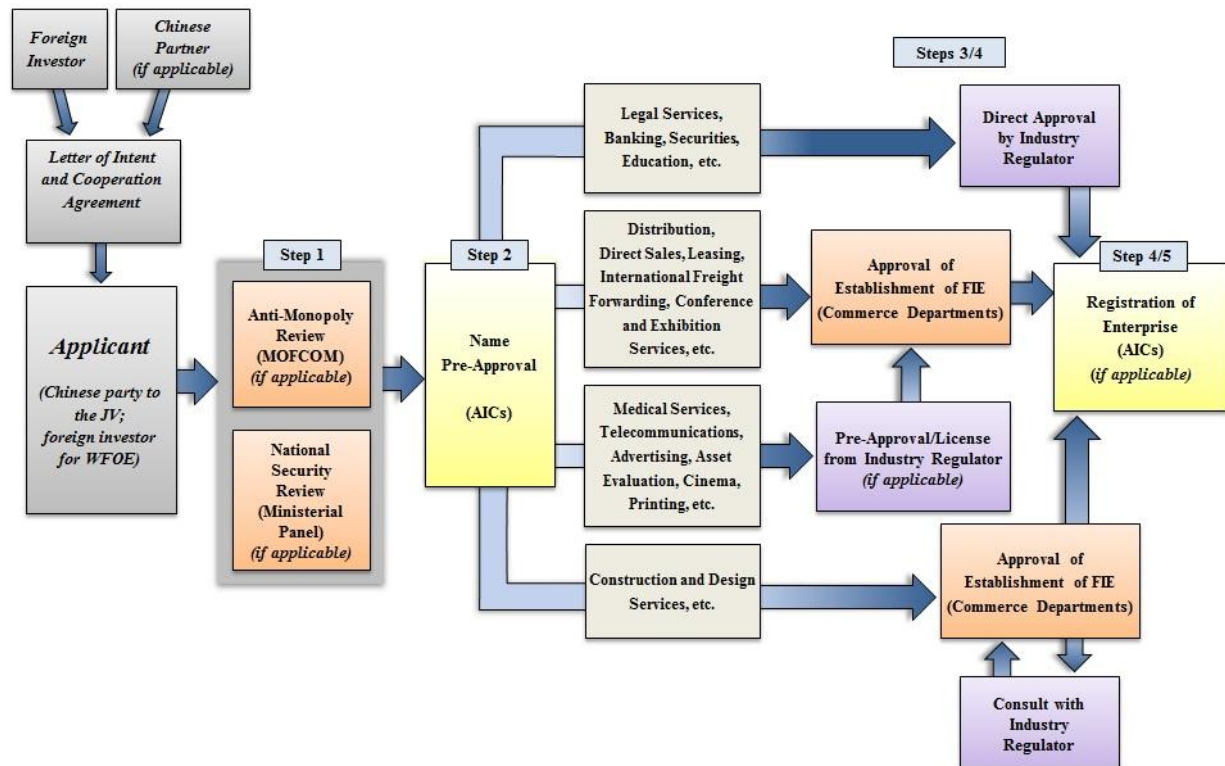 Foreign
Investor
Chinese
Partner
(if applicable)
Letter of Intent
and Cooperation
Agreement
Applicant
(Chinese party to
the JV;
foreign investor
for WFOE)
Step 1
Anti-Monopoly
Review
(MOFCOM)
(if applicable)
National
Security
Review
(Ministerial
Panel)
(if applicable)
Step 2
Name
Pre-Approval
(AICs)
Legal Services,
Banking, Securities,
Education, etc.
Distribution,
Direct Sales, Leasing,
International Freight
Forwarding, Conference
and Exhibition
Services, etc.
Medical Services,
Telecommunications,
Advertising, Asset
Evaluation, Cinema,
Printing, etc.
Construction and Design
Services, etc.
Steps 3/4
Direct Approval
by Industry
Regulator
Approval of
Establishment of FIE
(Commerce Departments)
Pre-Approval/License
from Industry Regulator
(if applicable)
Step 4/5
Registration of
Enterprise
(AICs)
(if applicable)
Approval of
Establishment of FIE
(Commerce Departments)
Consult with
Industry
Regulator